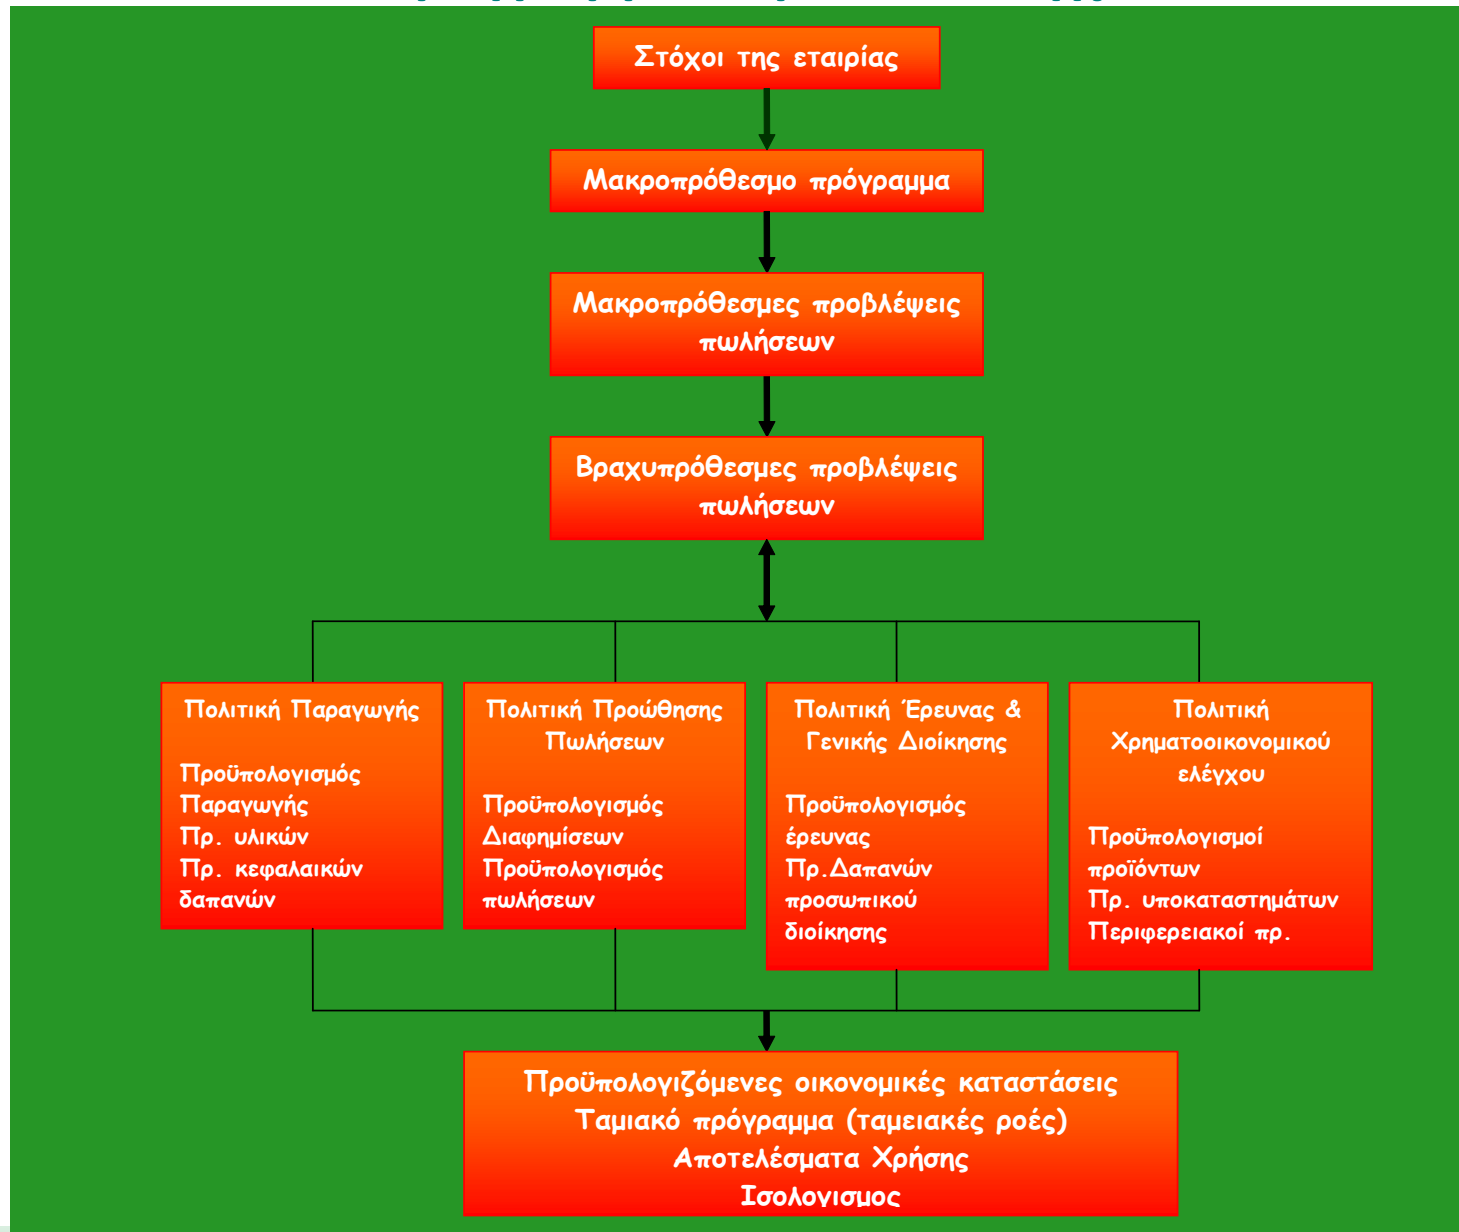 Στόχοι της εταιρίας
Μακροπρόθεσμο πρόγραμμα
Μακροπρόθεσμες προβλέψεις
πωλήσεων
Βραχυπρόθεσμες προβλέψεις
πωλήσεων
Πολιτική Παραγωγής
Προϋπολογισμός
Παραγωγής
Πρ. υλικών
Πρ. κεφαλαικών
δαπανών
Πολιτική Προώθησης
Πωλήσεων
Προϋπολογισμός
Διαφημίσεων
Προϋπολογισμός
πωλήσεων
Πολιτική Έρευνας &
Γενικής Διοίκησης
Προϋπολογισμός
έρευνας
Πρ.Δαπανών
προσωπικού
διοίκησης
Πολιτική
Χρηματοοικονομικού
ελέγχου
Προϋπολογισμοί
προϊόντων
Πρ. υποκαταστημάτων
Περιφερειακοί πρ.
Προϋπολογιζόμενες οικονομικές καταστάσεις
Ταμιακό πρόγραμμα (ταμειακές ροές)
Αποτελέσματα Χρήσης
Ισολογισμος